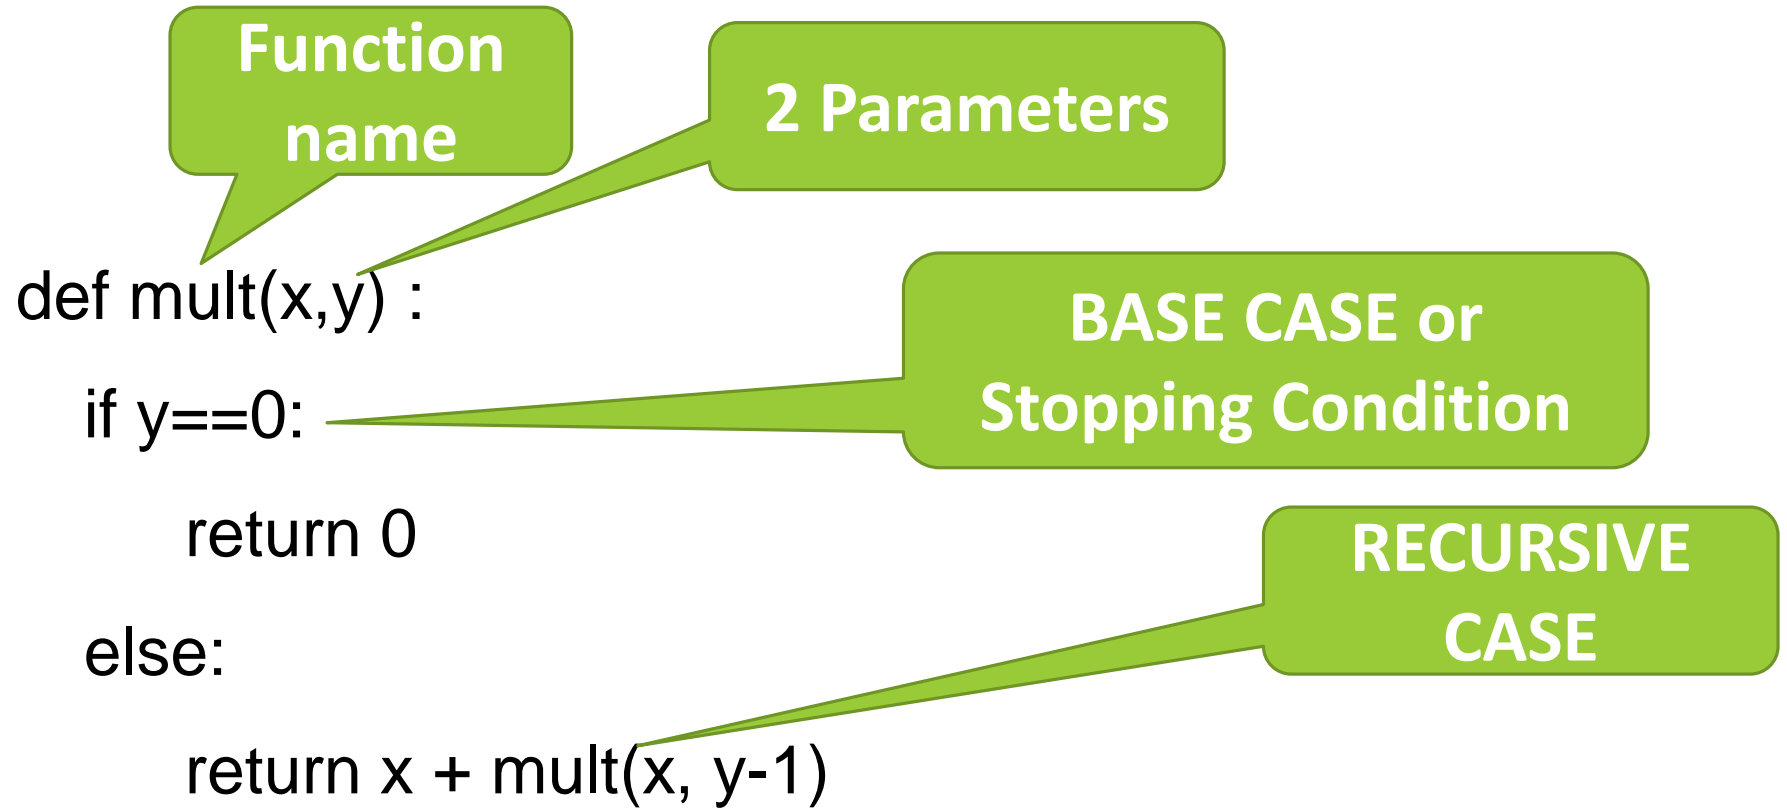 Function
name
2 Parameters
def mult(x,y) :
BASE CASE or
Stopping Condition
if y==0:
return 0
RECURSIVE
CASE
else:
return x + mult(x, y-1)